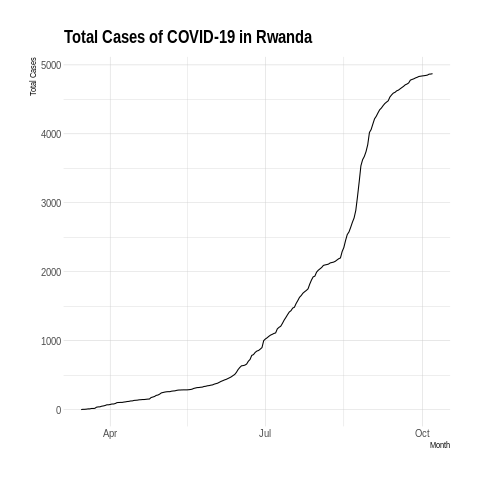 Total Cases of COVID-19 in Rwanda
Total Cases
5000
4000
3000
2000
1000
0
Apr
Jul
Oct
Month